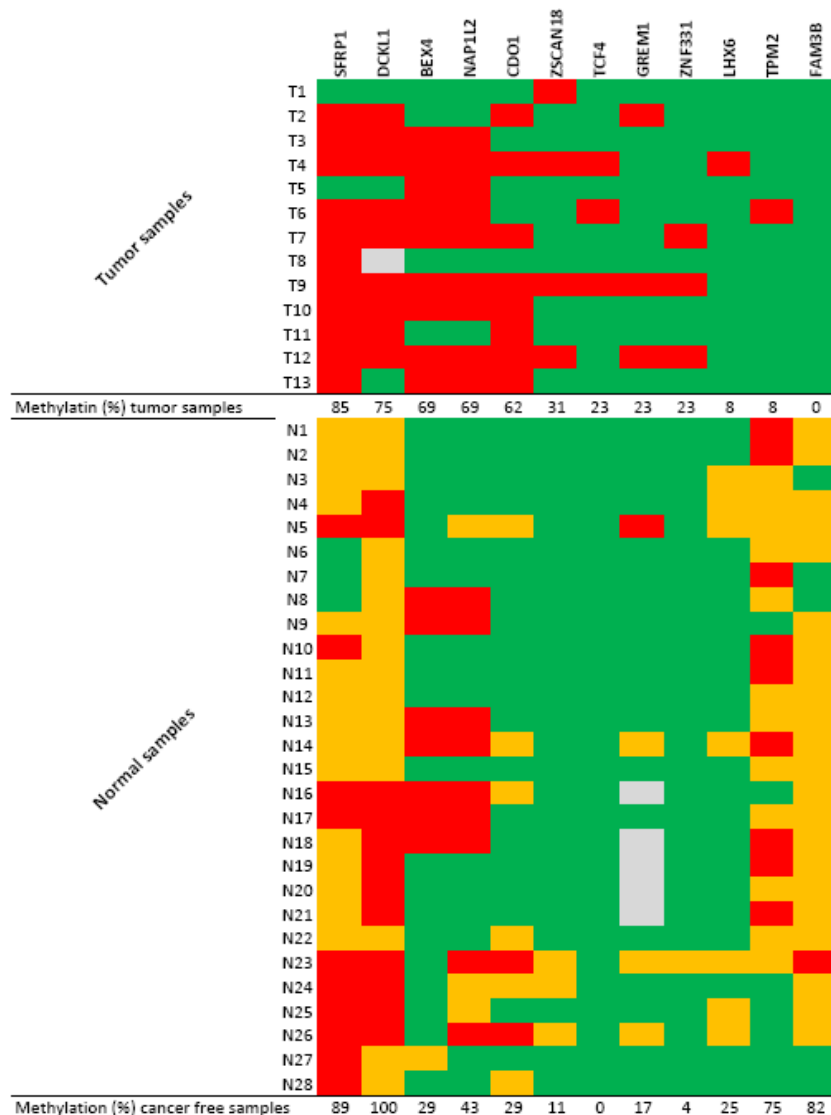 SFRP1 DCKL1 BEX4 NAP1L2 CDO1 ZSCAN18 TCF4 GREM1 ZNF331 LHX6 TPM2 FAM3B
T1
T2
T3
T4
T5
T6
Tumor samples
T7
T8
T9
T10
T11
T12
T13
Methylatin (%) tumor samples 85 75 69 69 62 31 23 23 23 8 8 0
N1
N2
N3
N4
N5
N6
N7
N8
N9
N10
N11
N12
N13
N14
Normal samples
N15
N16
N17
N18
N19
N20
N21
N22
N23
N24
N25
N26
N27
N28
Methylation (%) cancer free samples 89 100 29 43 29 11 0 17 4 25 75 82